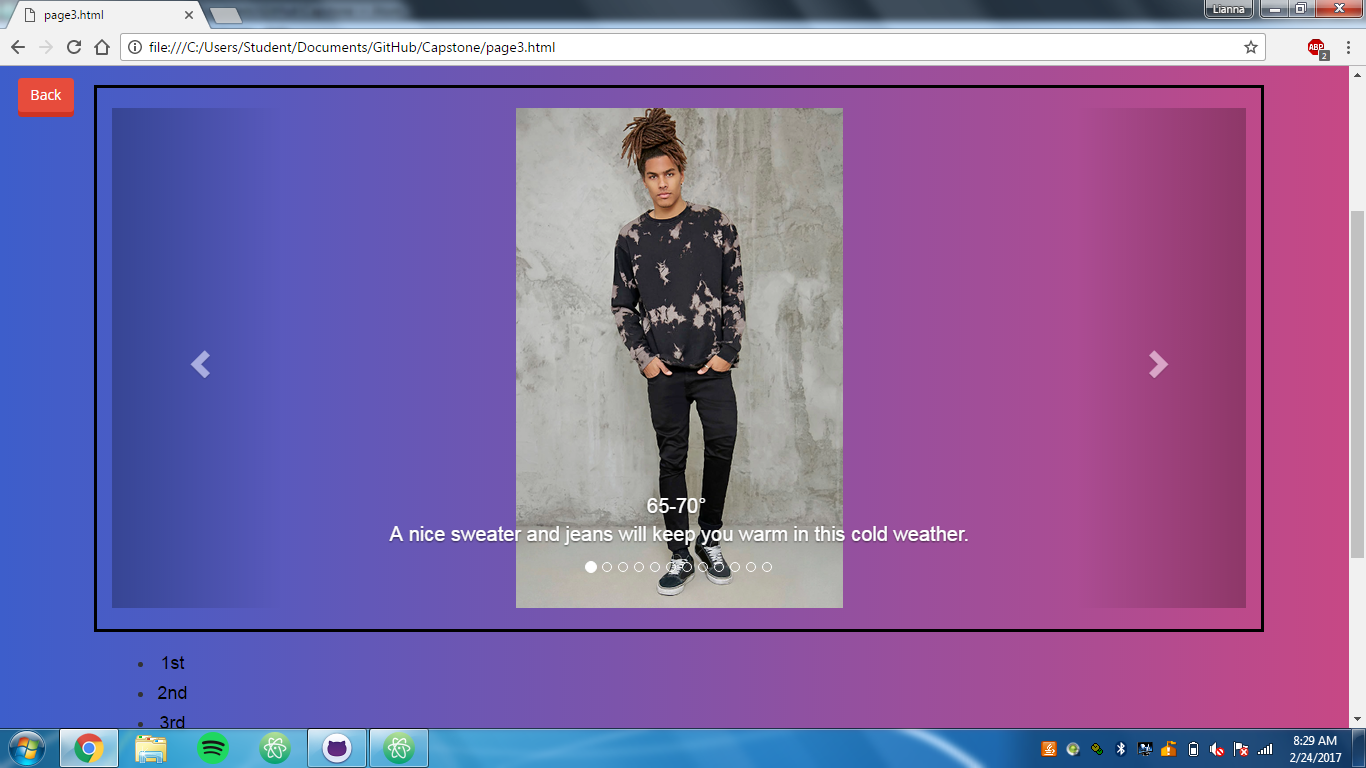 page3.html
Lianna
file:///C:/Users/Student/Documents/GitHub/Capstone/page3.html
ABP
2
Back
65-70°
A nice sweater and jeans will keep you warm in this cold weather.
1st
2nd
3rd
8:29 AM
2/24/2017